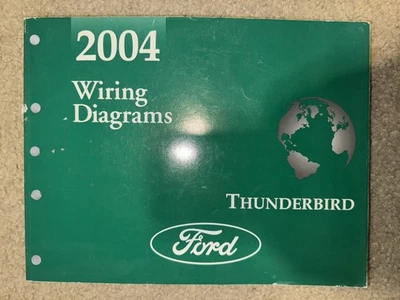 2004
Wiring
Diagrams
THUNDERBIRD
Ford